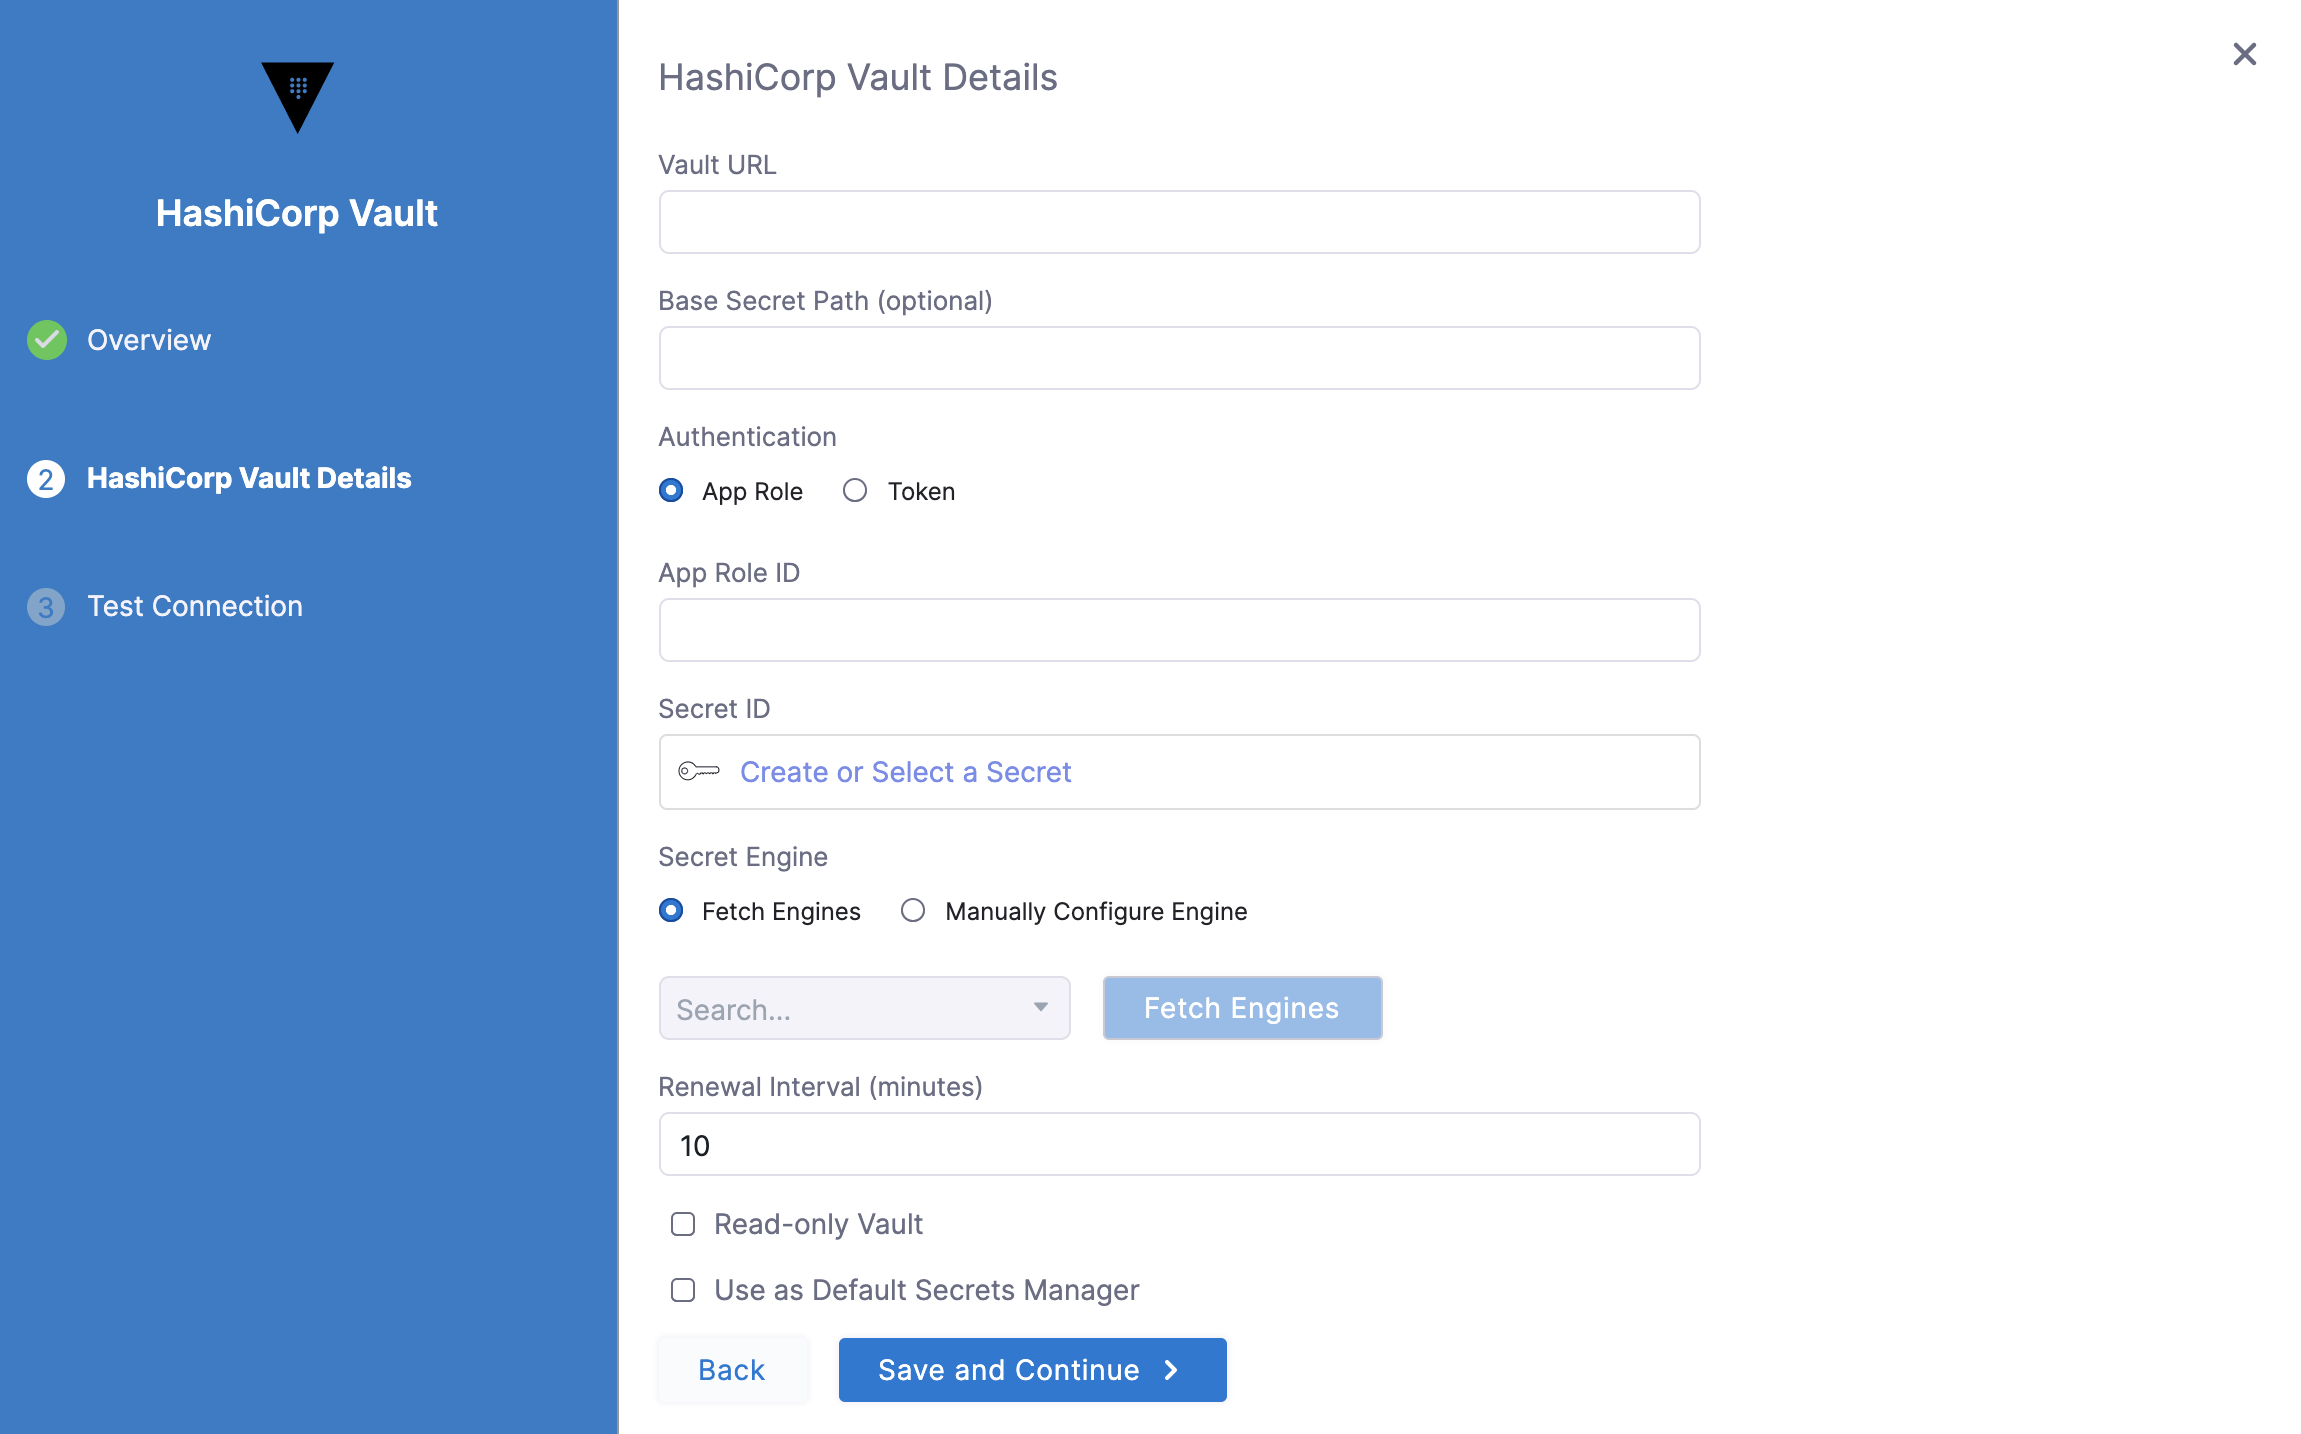 HashiCorp Vault
Overview
2 HashiCorp Vault Details
3 Test Connection
HashiCorp Vault Details
Vault URL
Base Secret Path (optional)
Authentication
App Role Token
App Role ID
Secret ID
Create or Select a Secret
Secret Engine
Fetch Engines Manually Configure Engine
Search... Fetch Engines
Renewal Interval (minutes)
10
Read-only Vault
Use as Default Secrets Manager
Back Save and Continue